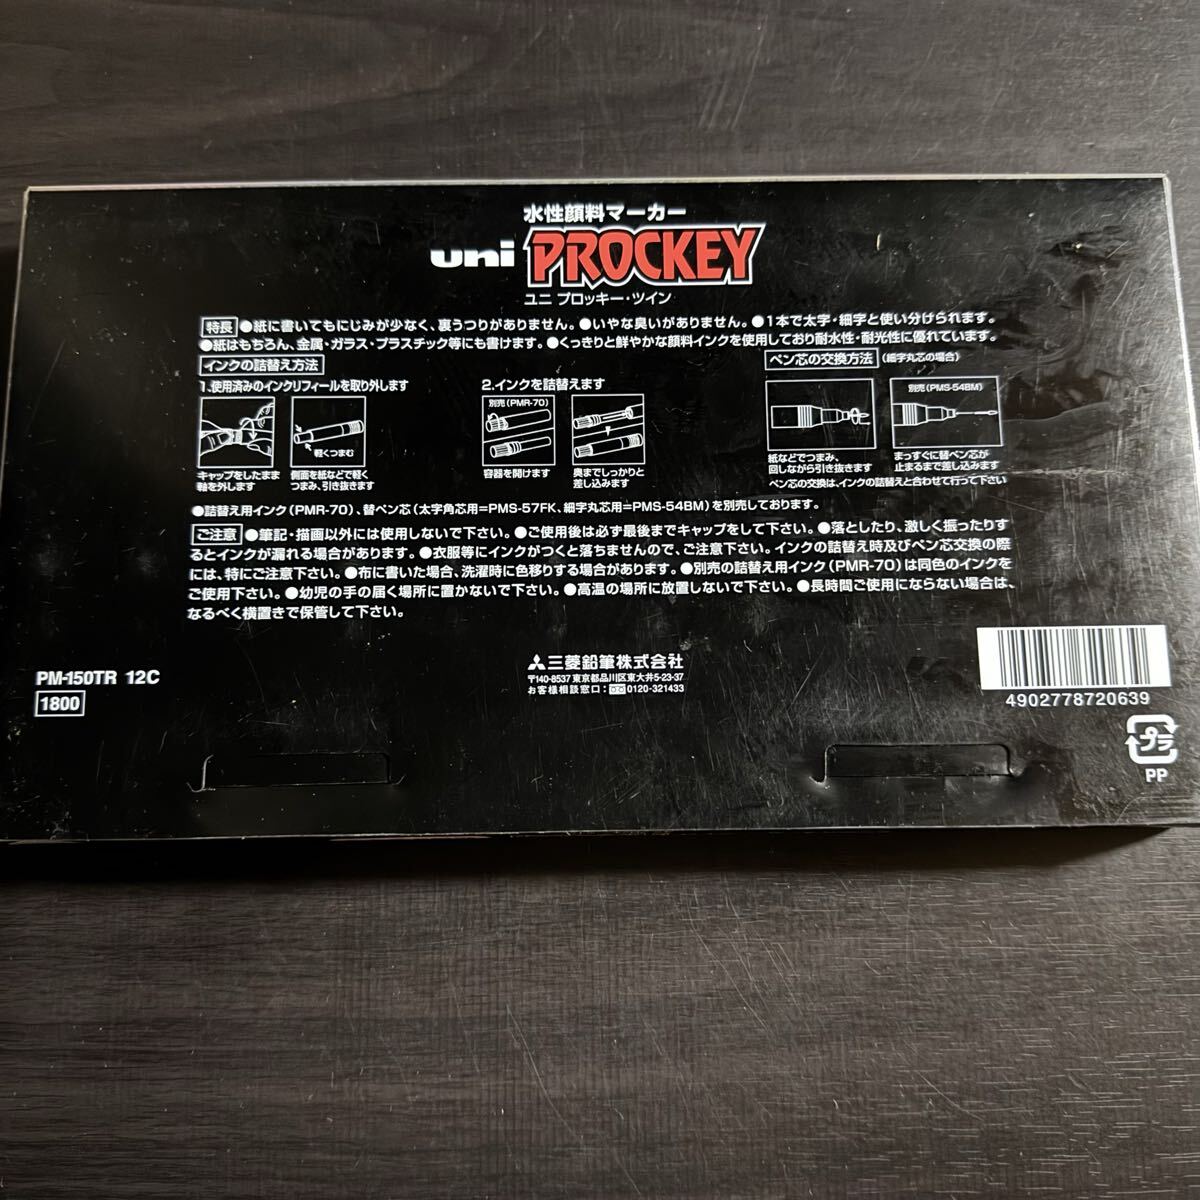 水性顔料マーカー
uni PROCKEY
ユニ プロッキー・ツイン
特長 ●紙に書いてもにじみが少なく、裏うつりがありません。●いやな臭いがありません。●1本で太字・細字と使い分けられます。
●紙はもちろん、金属・ガラス・プラスチック等にも書けます。●くっきりと鮮やかな顔料インクを使用しており耐水性・耐光性に優れています。
インクの詰替え方法
1.使用済みのインクリフィールを取り外します
キャップをしたまま
軸を外します
軽くつまむ
側面を紙などで軽く
つまみ、引き抜きます
2.インクを詰替えます
別売(PMR-70)
容器を開けます
奥までしっかりと
差し込みます
ペン芯の交換方法 (細字丸芯の場合)
紙などでつまみ、
回しながら引き抜きます
別売(PMS-54BM)
まっすぐに替ペン芯が
止まるまで差し込みます
ペン芯の交換は、インクの詰替えと合わせて行って下さい
●詰替え用インク(PMR-70)、替ペン芯(太字角芯用=PMS-57FK、細字丸芯用=PMS-54BM)を別売しております。
ご注意 ●筆記・描画以外には使用しないで下さい。●ご使用後は必ず最後までキャップをして下さい。●落としたり、激しく振ったりす
るとインクが漏れる場合があります。●衣服等にインクがつくと落ちませんので、ご注意下さい。インクの詰替え時及びペン芯交換の際
には、特にご注意下さい。●布に書いた場合、洗濯時に色移りする場合があります。●別売の詰替え用インク(PMR-70)は同色のインクを
ご使用下さい。●幼児の手の届く場所に置かないで下さい。●高温の場所に放置しないで下さい。●長時間ご使用にならない場合は、
なるべく横置きで保管して下さい。
PM-150TR 12C
1800
三菱鉛筆株式会社
〒140-8537 東京都品川区東大井5-23-37
お客様相談窓口:0120-321433
4902778720639
プラ
PP